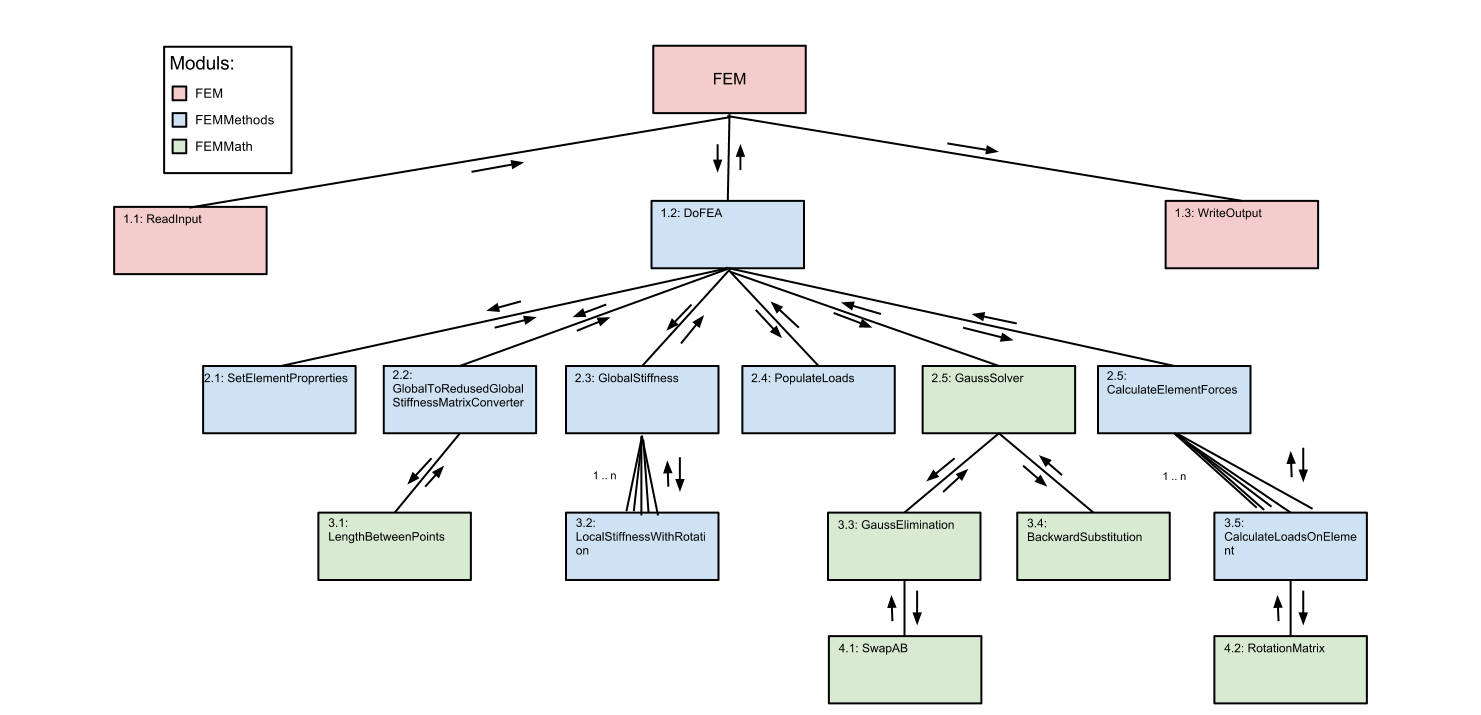 Moduls:
FEM
FEMMethods
FEMMath
FEM
1.1: ReadInput
1.2: DoFEA
1.3: WriteOutput
2.1: SetElementProprerties
2.2:
GlobalToRedusedGlobal
StiffnessMatrixConverter
2.3: GlobalStiffness
2.4: PopulateLoads
2.5: GaussSolver
2.5:
CalculateElementForces
1 .. n
1 .. n
3.1:
LengthBetweenPoints
3.2:
LocalStiffnessWithRotati
on
3.3: GaussElimination
3.4:
BackwardSubstitution
3.5:
CalculateLoadsOnEleme
nt
4.1: SwapAB
4.2: RotationMatrix